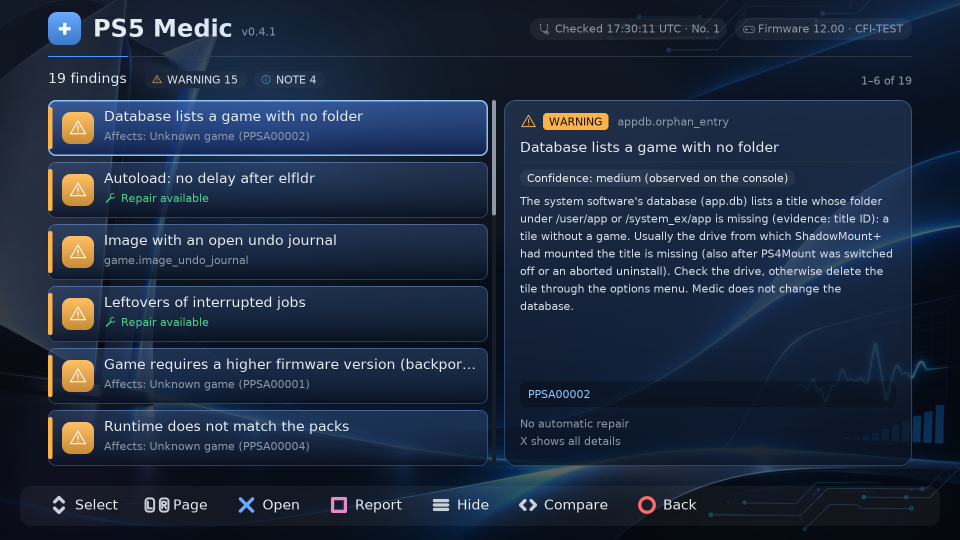 PS5 Medic v0.4.1
Checked 17:30:11 UTC · No. 1
Firmware 12.00 · CFI-TEST
19 findings
WARNING 15
NOTE 4
1–6 of 19
Database lists a game with no folder
Affects: Unknown game (PPSA00002)
Autoload: no delay after elfldr
Repair available
Image with an open undo journal
game.image_undo_journal
Leftovers of interrupted jobs
Repair available
Game requires a higher firmware version (backpor…
Affects: Unknown game (PPSA00001)
Runtime does not match the packs
Affects: Unknown game (PPSA00004)
WARNING appdb.orphan_entry
Database lists a game with no folder
Confidence: medium (observed on the console)
The system software's database (app.db) lists a title whose folder
under /user/app or /system_ex/app is missing (evidence: title ID): a
tile without a game. Usually the drive from which ShadowMount+
had mounted the title is missing (also after PS4Mount was switched
off or an aborted uninstall). Check the drive, otherwise delete the
tile through the options menu. Medic does not change the
database.
PPSA00002
No automatic repair
X shows all details
Select
L R Page
Open
Report
Hide
Compare
Back